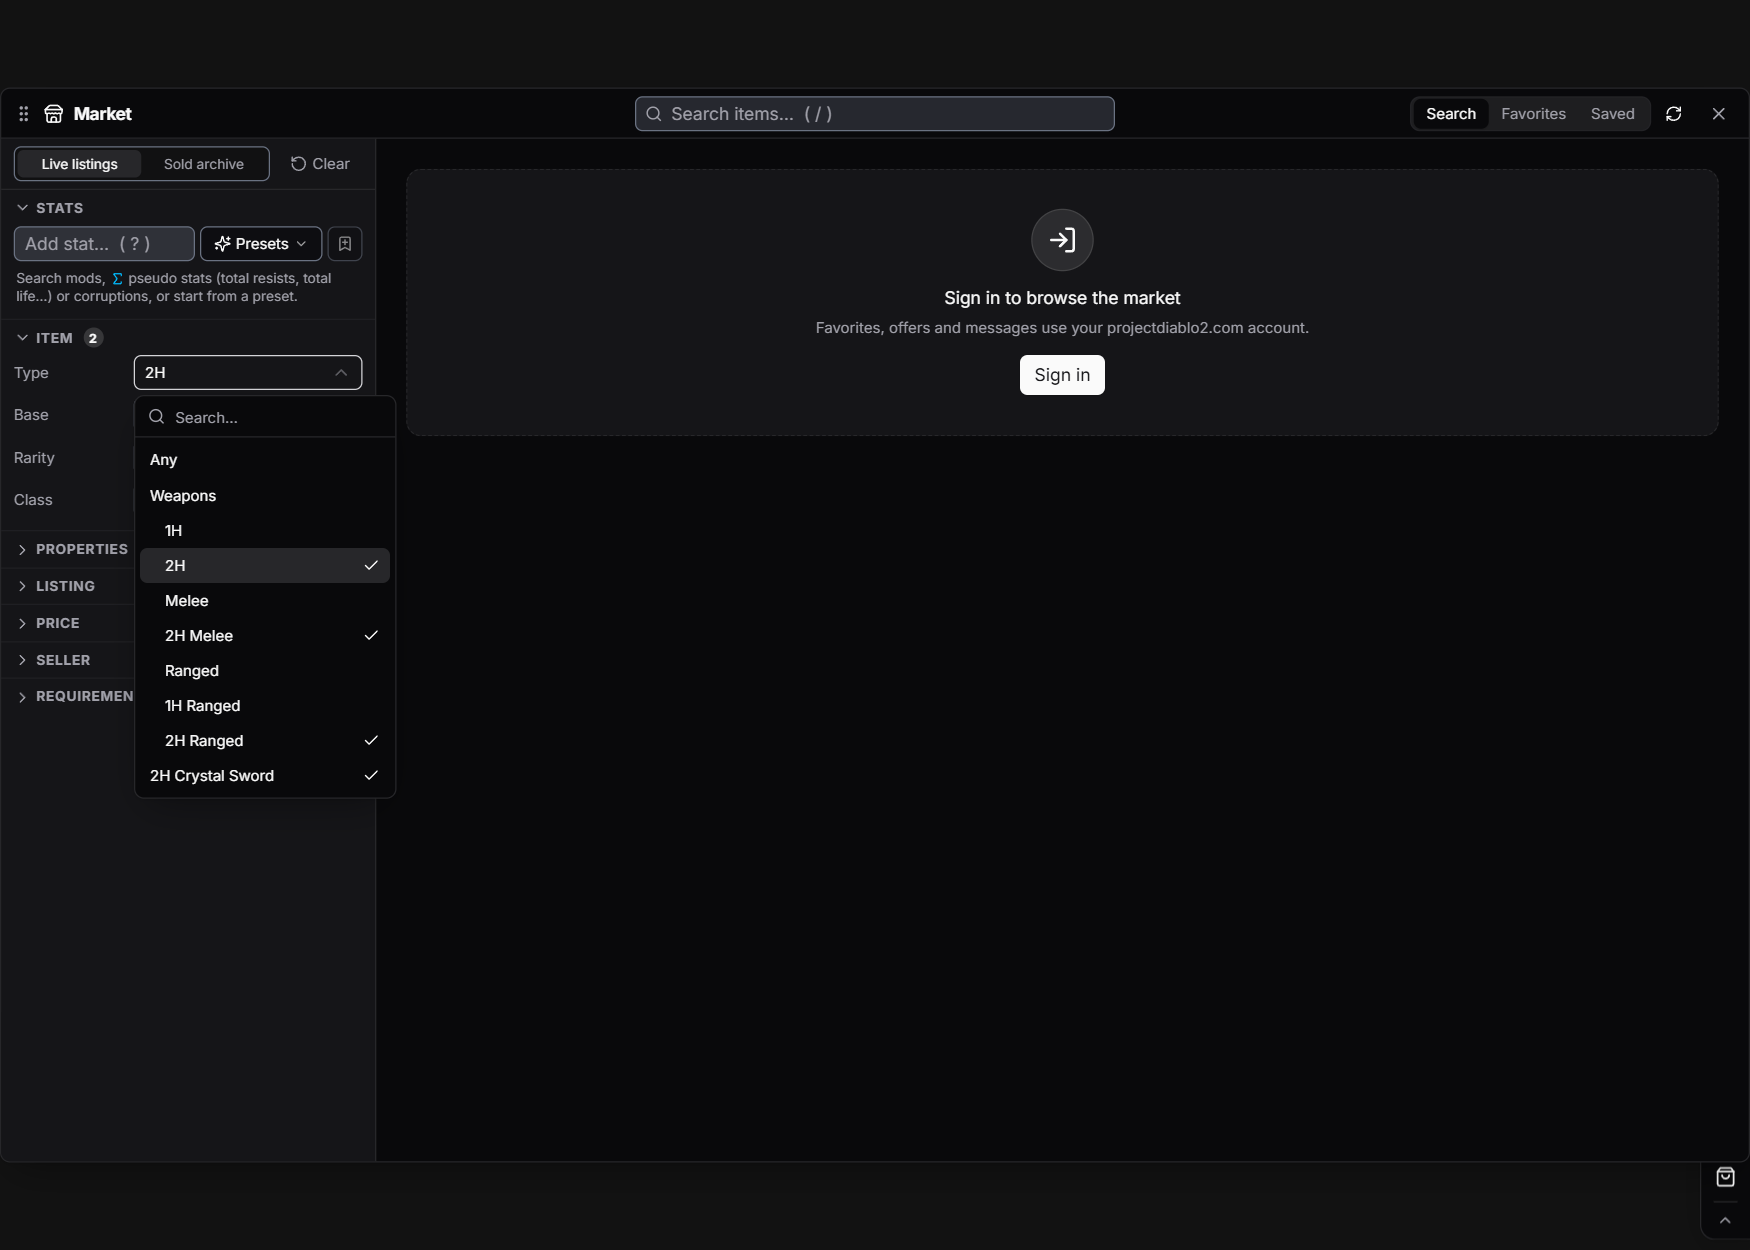 Market
Search items... ( / )
Search
Favorites
Saved
Live listings
Sold archive
Clear
STATS
Add stat... ( ? )
Presets
Search mods, Σ pseudo stats (total resists, total
life...) or corruptions, or start from a preset.
ITEM 2
Type
2H
Base
Rarity
Class
PROPERTIES
LISTING
PRICE
SELLER
REQUIREMEN
Search...
Any
Weapons
1H
2H
Melee
2H Melee
Ranged
1H Ranged
2H Ranged
2H Crystal Sword
Sign in to browse the market
Favorites, offers and messages use your projectdiablo2.com account.
Sign in